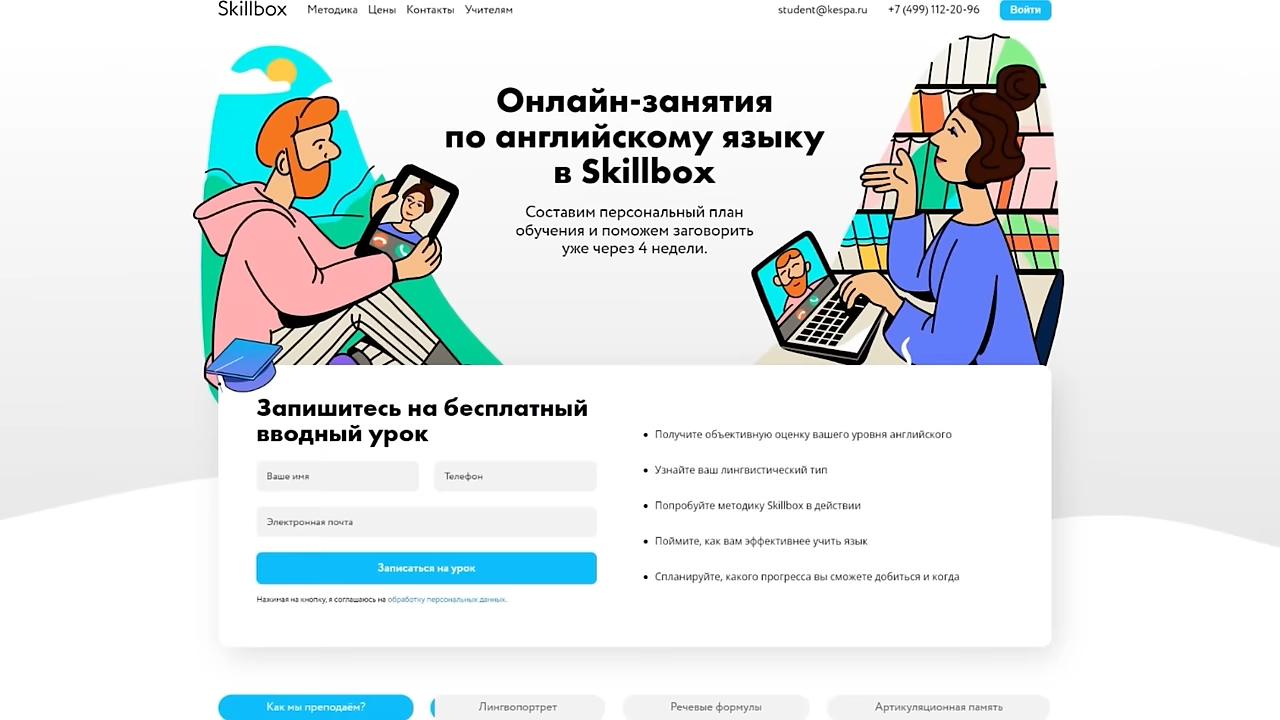 Skillbox Методика Цены Контакты Учителям student@kespa.ru +7 (499) 112-20-96 Войти
Онлайн-занятия
по английскому языку
в Skillbox
Составим персональный план
обучения и поможем заговорить
уже через 4 недели.
Запишитесь на бесплатный
вводный урок
Ваше имя Телефон
Электронная почта
Записаться на урок
Нажимая на кнопку, я соглашаюсь на обработку персональных данных.
• Получите объективную оценку вашего уровня английского
• Узнайте ваш лингвистический тип
• Попробуйте методику Skillbox в действии
• Поймите, как вам эффективнее учить язык
• Спланируйте, какого прогресса вы сможете добиться и когда
Как мы преподаём? Лингвопортрет Речевые формулы Артикуляционная память